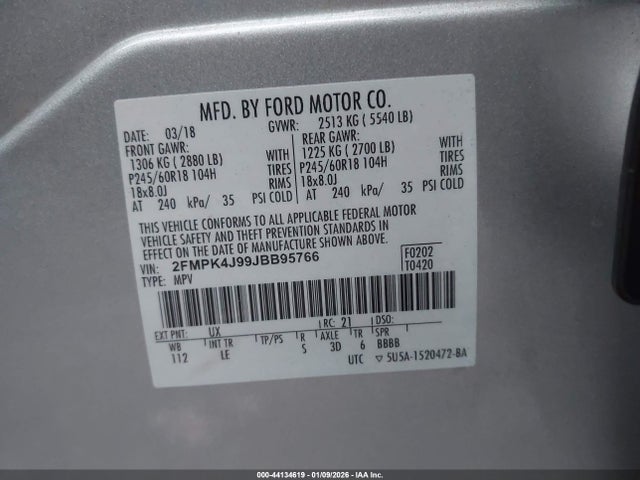 MFD. BY FORD MOTOR CO.
DATE: 03/18 GVWR: 2513 KG ( 5540 LB)
FRONT GAWR: REAR GAWR:
1306 KG ( 2880 LB) WITH 1225 KG ( 2700 LB) WITH
P245/60R18 104H TIRES P245/60R18 104H TIRES
18x8.0J RIMS 18x8.0J RIMS
AT 240 kPa/ 35 PSI COLD AT 240 kPa/ 35 PSI COLD
THIS VEHICLE CONFORMS TO ALL APPLICABLE FEDERAL MOTOR
VEHICLE SAFETY AND THEFT PREVENTION STANDARDS IN
EFFECT ON THE DATE OF MANUFACTURE SHOWN ABOVE.
VIN: 2FMPK4J99JBB95766 F0202
TYPE: MPV T0420
EXT PNT: UX RC: 21 DSO:
WB INT TR TP/PS R AXLE TR SPR
112 LE S 3D 6 BBBB
UTC ▽ 5U5A-1520472-BA
000-44134619 | 01/09/2026 - IAA Inc.